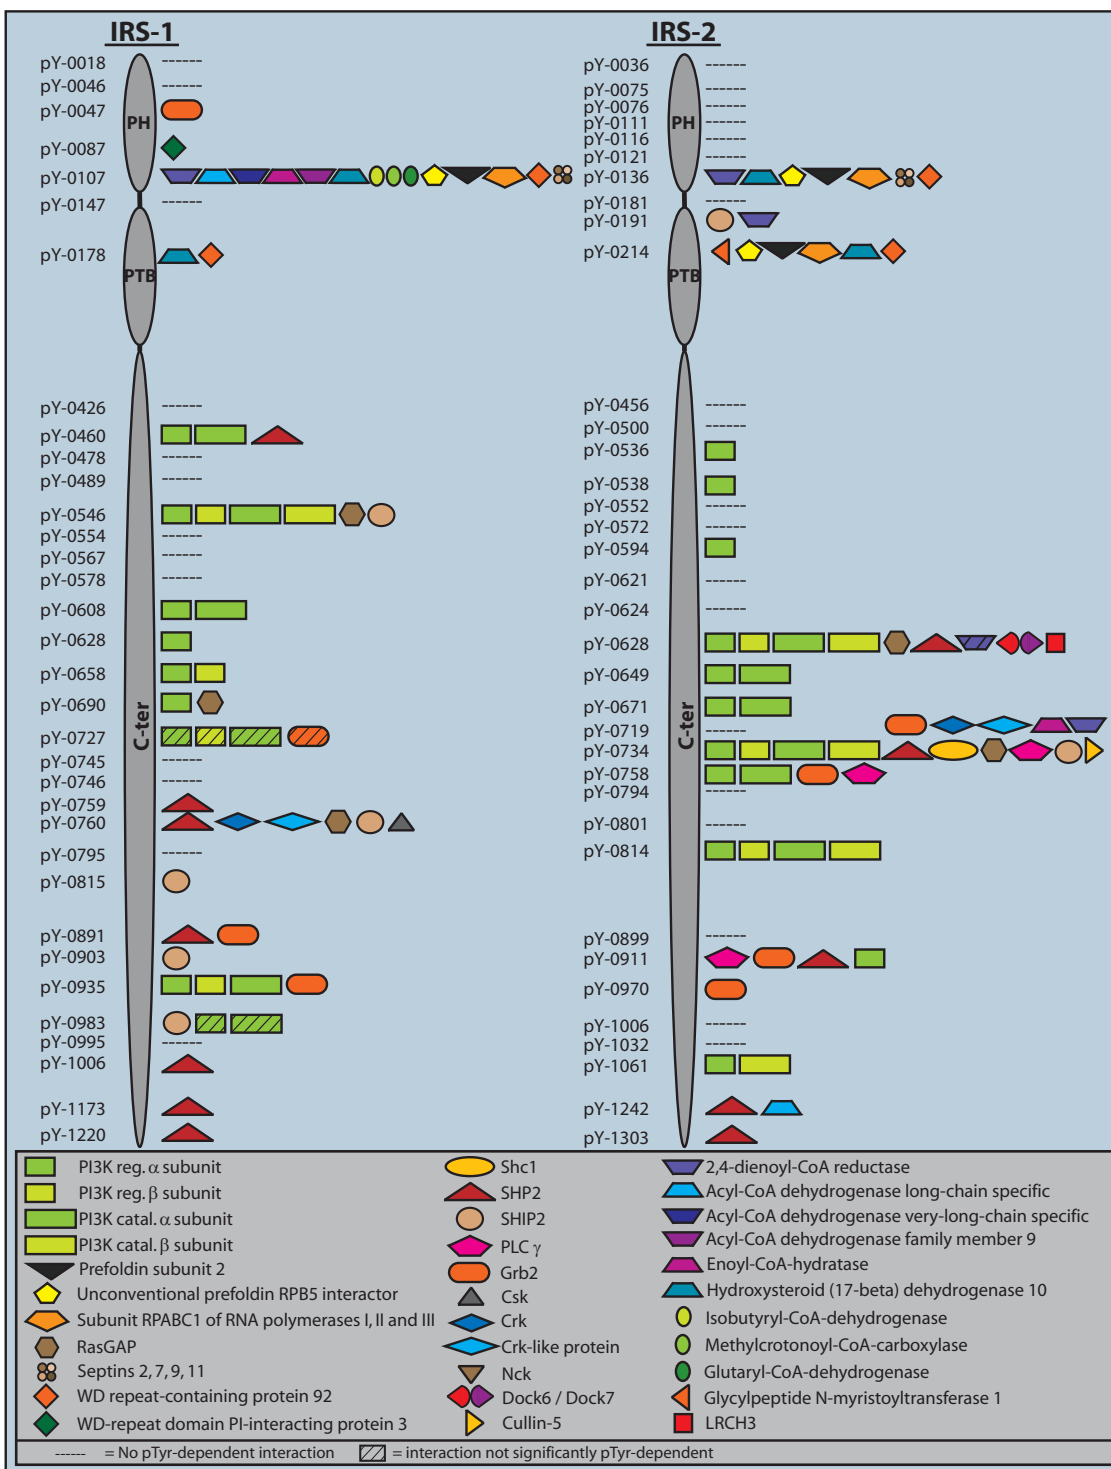 IRS-1
pY-0018 ------
pY-0046 ------
pY-0047
pY-0087
pY-0107
pY-0147 ------
pY-0178
pY-0426 ------
pY-0460
pY-0478 ------
pY-0489 ------
pY-0546
pY-0554 ------
pY-0567 ------
pY-0578 ------
pY-0608
pY-0628
pY-0658
pY-0690
pY-0727
pY-0745 ------
pY-0746 ------
pY-0759
pY-0760
pY-0795 ------
pY-0815
pY-0891
pY-0903
pY-0935
pY-0983
pY-0995 ------
pY-1006
pY-1173
pY-1220
PH
PTB
C-ter
IRS-2
pY-0036 ------
pY-0075 ------
pY-0076 ------
pY-0111 ------
pY-0116 ------
pY-0121 ------
pY-0136
pY-0181 ------
pY-0191
pY-0214
pY-0456 ------
pY-0500 ------
pY-0536
pY-0538
pY-0552 ------
pY-0572 ------
pY-0594
pY-0621 ------
pY-0624 ------
pY-0628
pY-0649
pY-0671
pY-0719 ------
pY-0734
pY-0758
pY-0794 ------
pY-0801 ------
pY-0814
pY-0899 ------
pY-0911
pY-0970
pY-1006 ------
pY-1032 ------
pY-1061
pY-1242
pY-1303
PH
PTB
C-ter
PI3K reg. α subunit
PI3K reg. β subunit
PI3K catal. α subunit
PI3K catal. β subunit
Prefoldin subunit 2
Unconventional prefoldin RPB5 interactor
Subunit RPABC1 of RNA polymerases I, II and III
RasGAP
Septins 2, 7, 9, 11
WD repeat-containing protein 92
WD-repeat domain PI-interacting protein 3
Shc1
SHP2
SHIP2
PLC γ
Grb2
Csk
Crk
Crk-like protein
Nck
Dock6 / Dock7
Cullin-5
2,4-dienoyl-CoA reductase
Acyl-CoA dehydrogenase long-chain specific
Acyl-CoA dehydrogenase very-long-chain specific
Acyl-CoA dehydrogenase family member 9
Enoyl-CoA-hydratase
Hydroxysteroid (17-beta) dehydrogenase 10
Isobutyryl-CoA-dehydrogenase
Methylcrotonoyl-CoA-carboxylase
Glutaryl-CoA-dehydrogenase
Glycylpeptide N-myristoyltransferase 1
LRCH3
------ = No pTyr-dependent interaction
= interaction not significantly pTyr-dependent